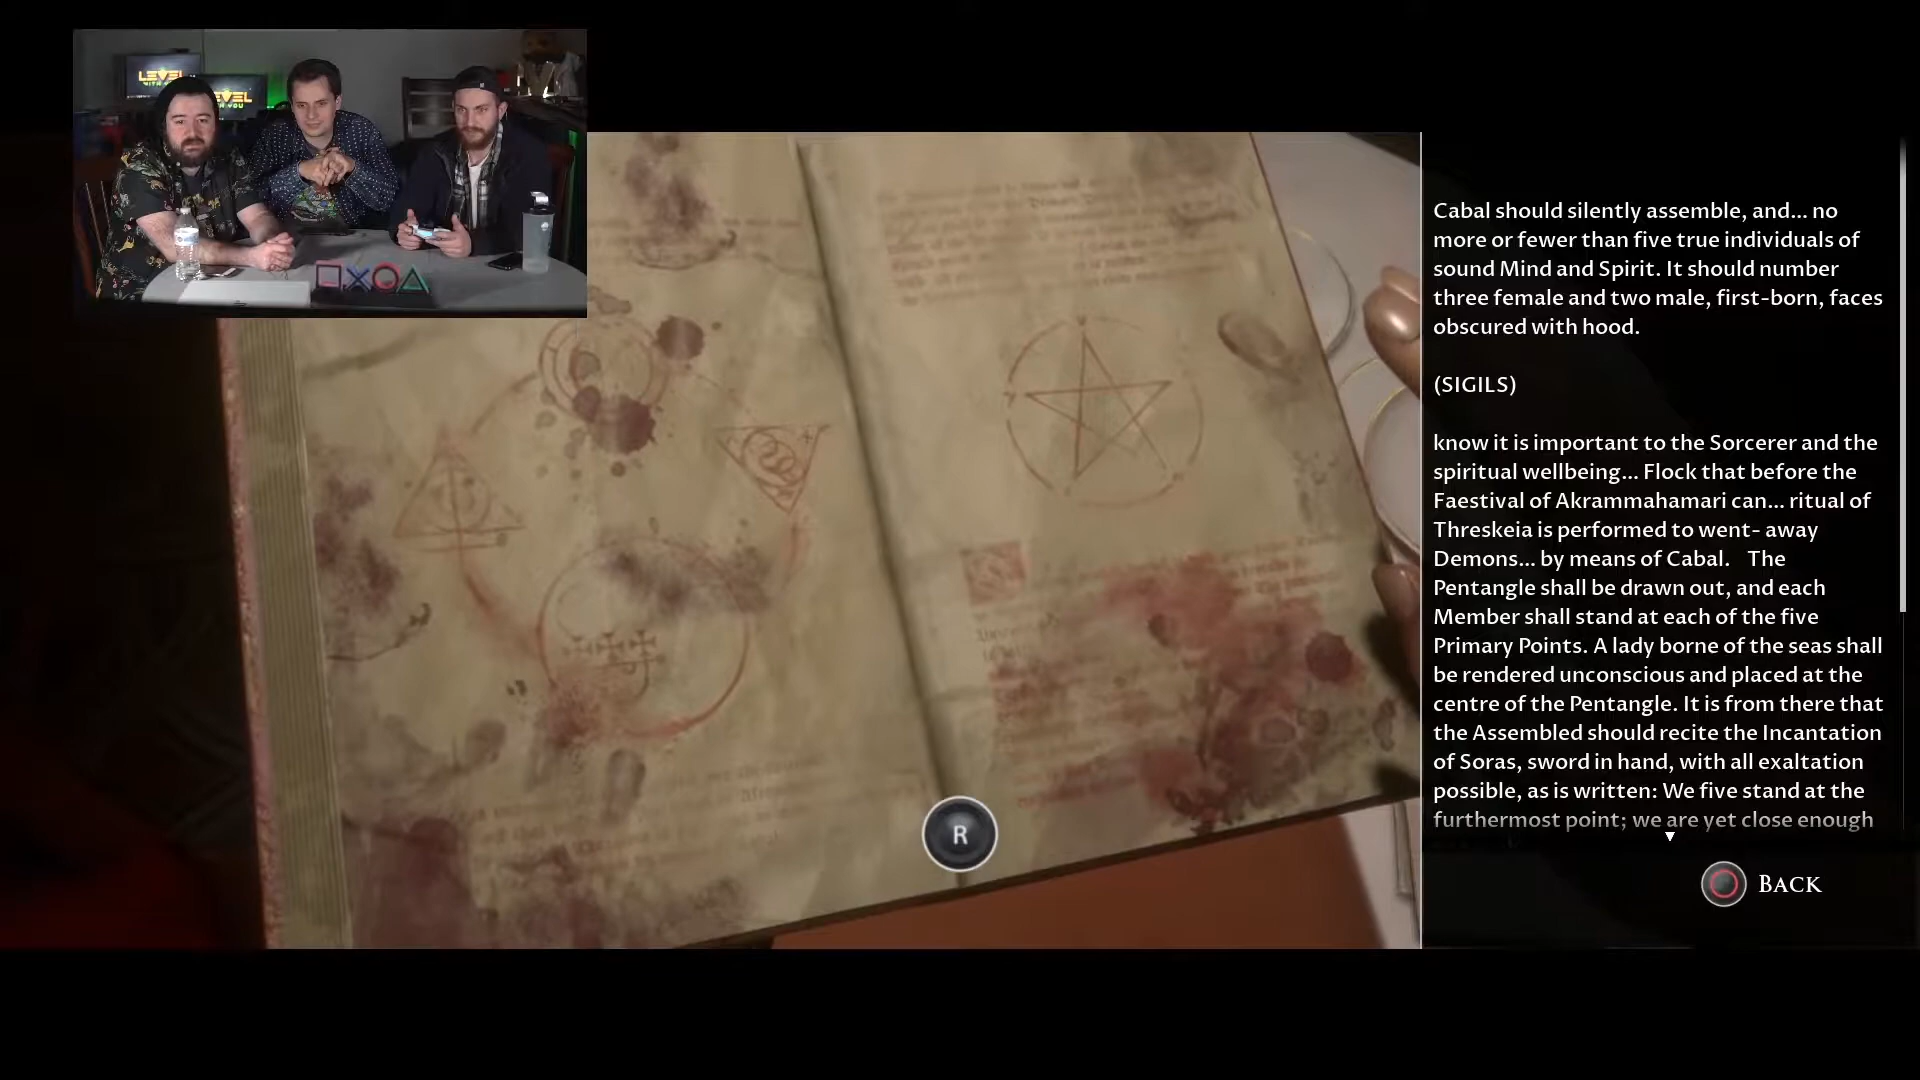 LEVEL
WITH YOU
LEVEL
WITH YOU
Cabal should silently assemble, and... no
more or fewer than five true individuals of
sound Mind and Spirit. It should number
three female and two male, first-born, faces
obscured with hood.
(SIGILS)
know it is important to the Sorcerer and the
spiritual wellbeing... Flock that before the
Faestival of Akrammahamari can... ritual of
Threskeia is performed to went- away
Demons... by means of Cabal. The
Pentangle shall be drawn out, and each
Member shall stand at each of the five
Primary Points. A lady borne of the seas shall
be rendered unconscious and placed at the
centre of the Pentangle. It is from there that
the Assembled should recite the Incantation
of Soras, sword in hand, with all exaltation
possible, as is written: We five stand at the
furthermost point; we are yet close enough
R
BACK